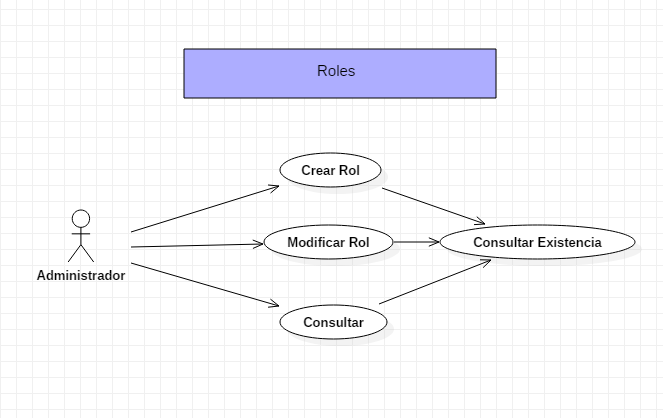 Roles
Crear Rol
Modificar Rol
Consultar Existencia
Administrador
Consultar